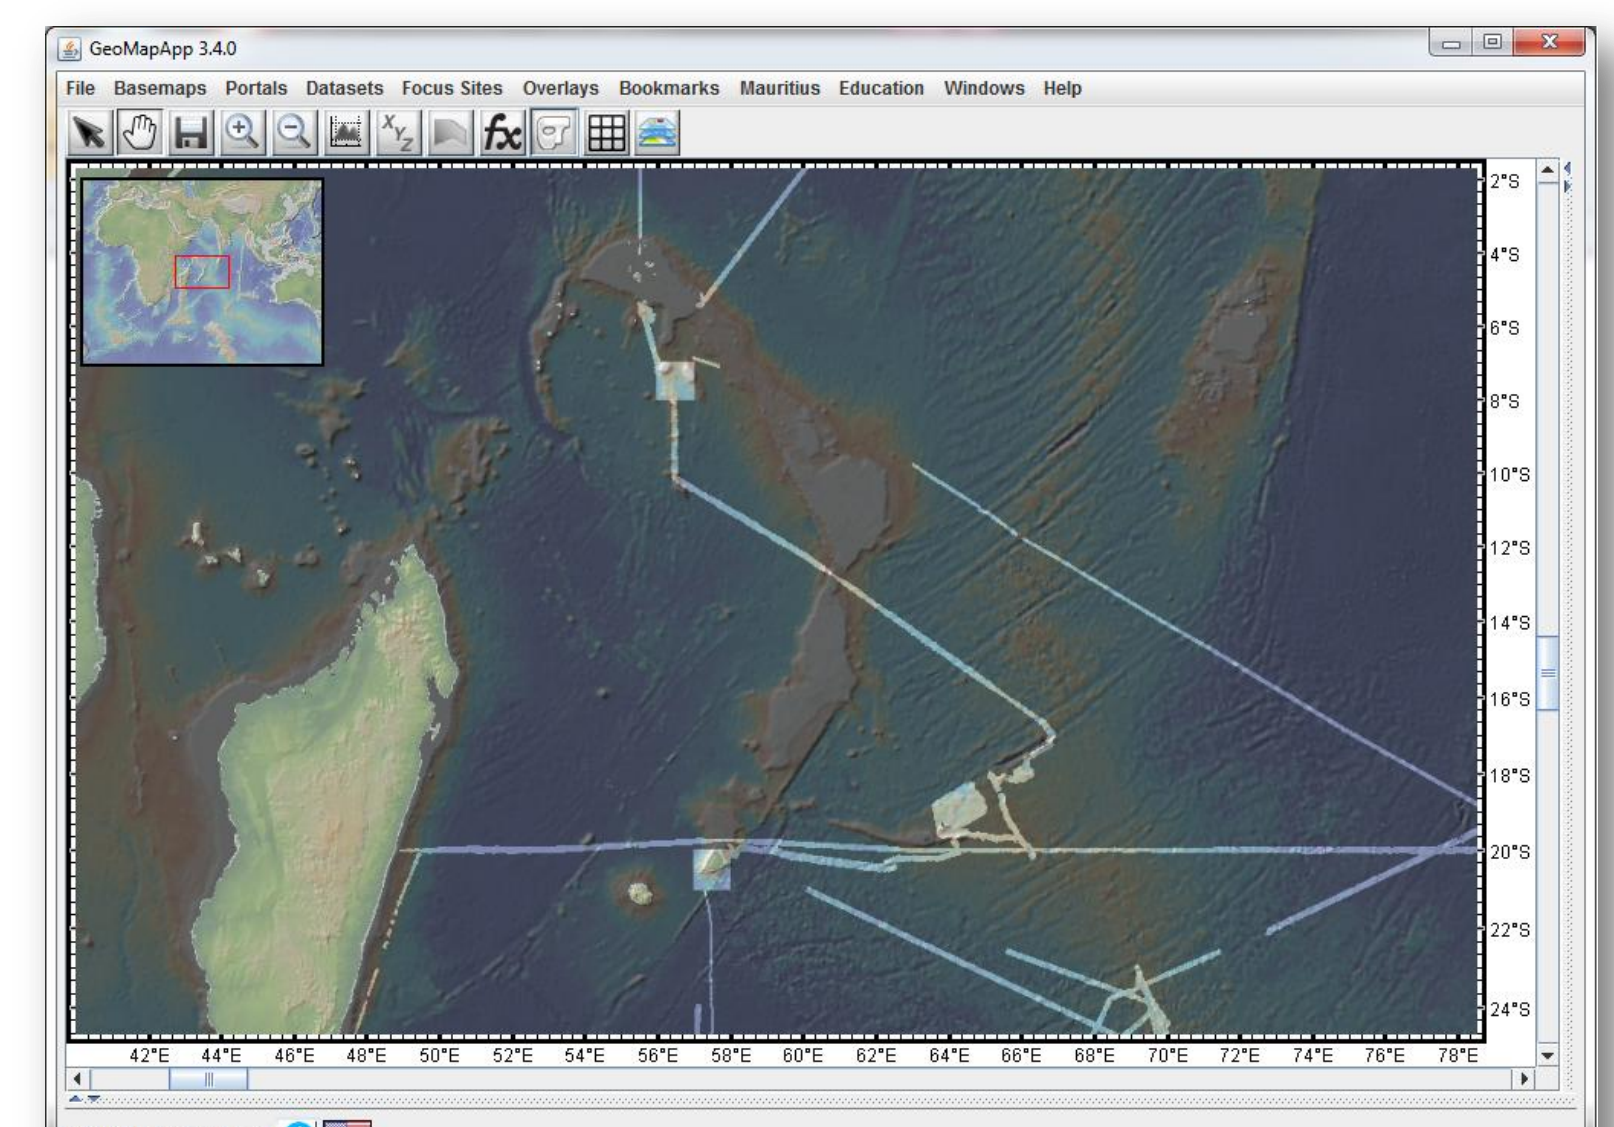 GeoMapApp 3.4.0
File Basemaps Portals Datasets Focus Sites Overlays Bookmarks Mauritius Education Windows Help
X Y Z fx
2°S
4°S
6°S
8°S
10°S
12°S
14°S
16°S
18°S
20°S
22°S
24°S
42°E 44°E 46°E 48°E 50°E 52°E 54°E 56°E 58°E 60°E 62°E 64°E 66°E 68°E 70°E 72°E 74°E 76°E 78°E